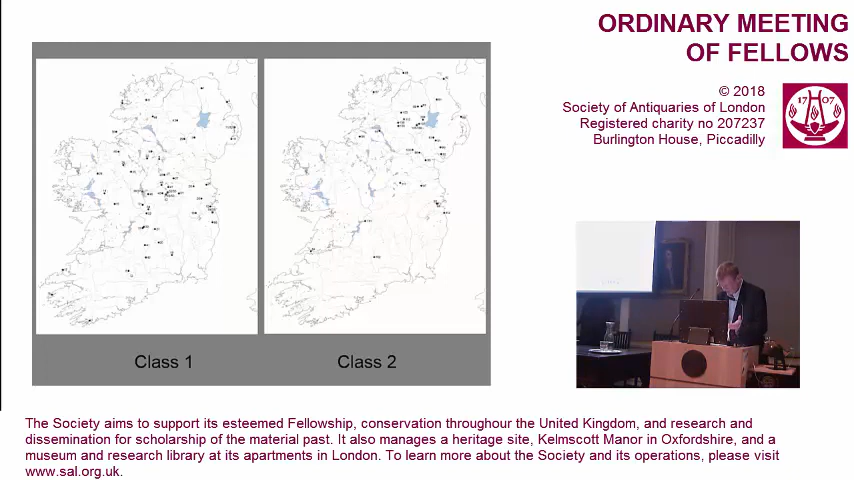 ORDINARY MEETING
OF FELLOWS
© 2018
Society of Antiquaries of London
Registered charity no 207237
Burlington House, Piccadilly
17 07
Class 1
Class 2
The Society aims to support its esteemed Fellowship, conservation throughour the United Kingdom, and research and
dissemination for scholarship of the material past. It also manages a heritage site, Kelmscott Manor in Oxfordshire, and a
museum and research library at its apartments in London. To learn more about the Society and its operations, please visit
www.sal.org.uk.